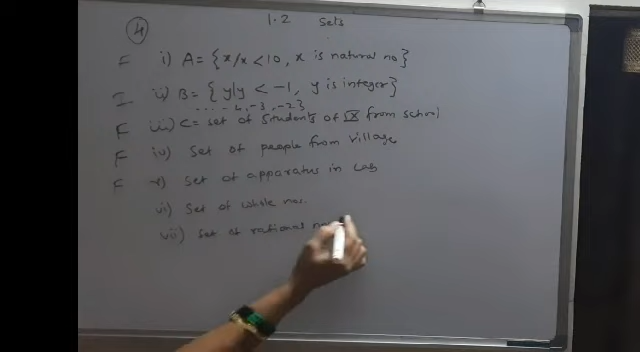 4
1.2 Sets
F i) A = {x/x < 10, x is natural no}
I ii) B = {y/y < -1, y is integer}
... -4, -3, -2}
F iii) C = set of students of IX from school
F iv) Set of people from village
F v) Set of apparatus in Lab
vi) Set of whole nos.
vii) Set of rational